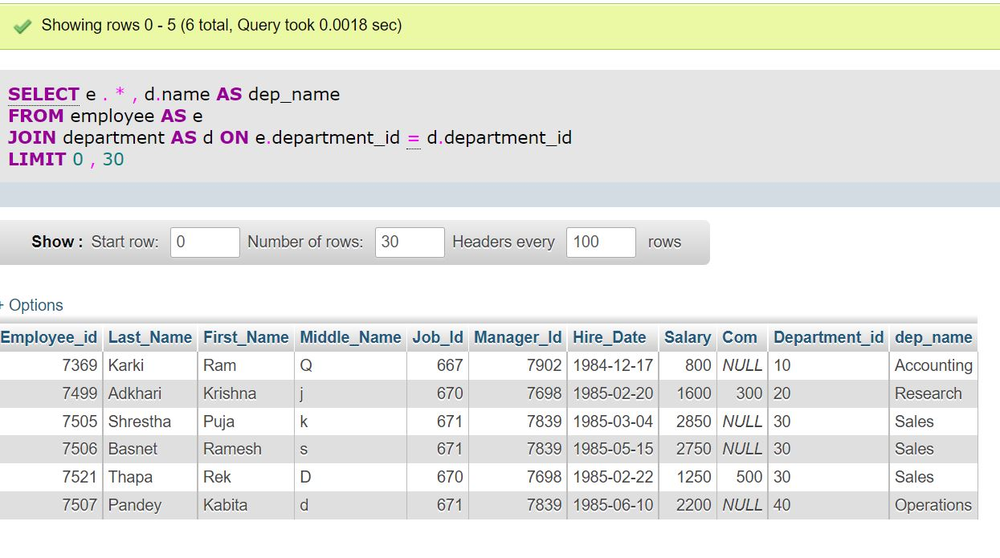 Showing rows 0 - 5 (6 total, Query took 0.0018 sec)
SELECT e . * , d.name AS dep_name
FROM employee AS e
JOIN department AS d ON e.department_id = d.department_id
LIMIT 0 , 30
Show : Start row: 0 Number of rows: 30 Headers every 100 rows
+ Options
Employee_id Last_Name First_Name Middle_Name Job_Id Manager_Id Hire_Date Salary Com Department_id dep_name
7369 Karki Ram Q 667 7902 1984-12-17 800 NULL 10 Accounting
7499 Adkhari Krishna j 670 7698 1985-02-20 1600 300 20 Research
7505 Shrestha Puja k 671 7839 1985-03-04 2850 NULL 30 Sales
7506 Basnet Ramesh s 671 7839 1985-05-15 2750 NULL 30 Sales
7521 Thapa Rek D 670 7698 1985-02-22 1250 500 30 Sales
7507 Pandey Kabita d 671 7839 1985-06-10 2200 NULL 40 Operations